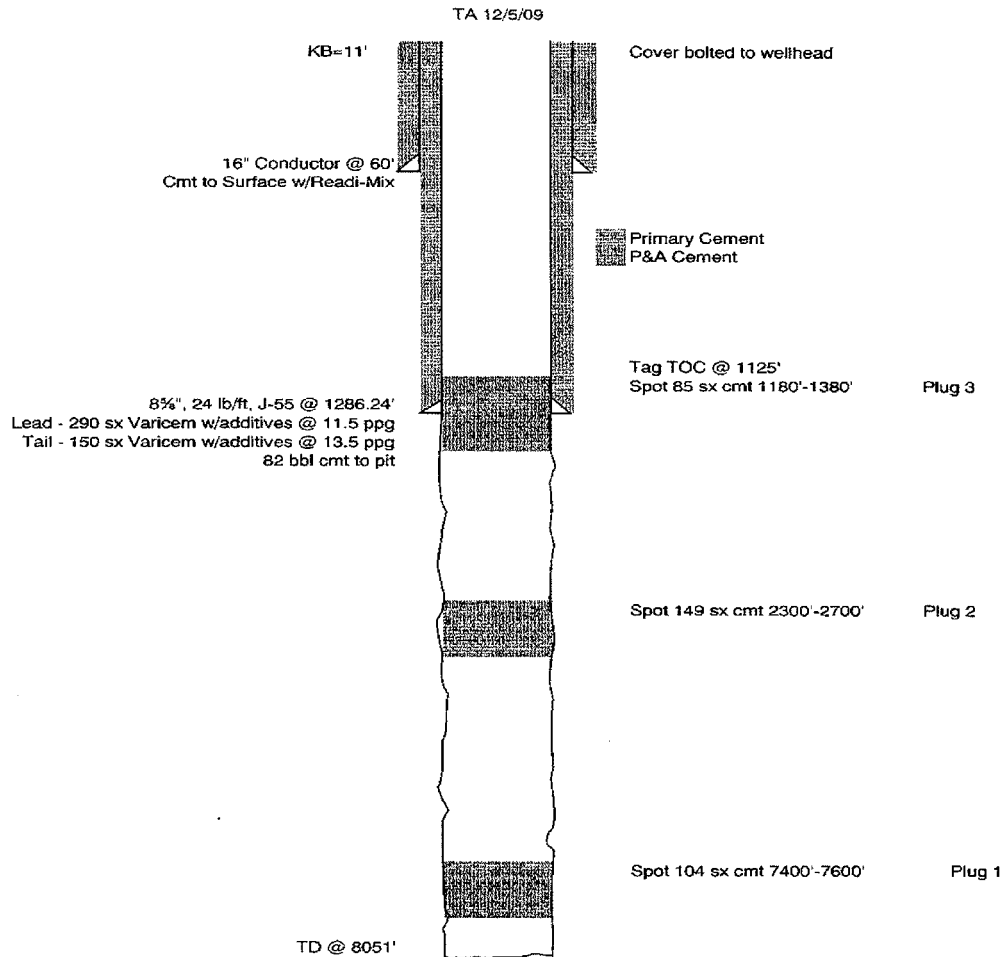 TA 12/5/09
KB=11'
Cover bolted to wellhead
16" Conductor @ 60'
Cmt to Surface w/Readi-Mix
Primary Cement
P&A Cement
Tag TOC @ 1125'
Spot 85 sx cmt 1180'-1380'
Plug 3
8⅝", 24 lb/ft, J-55 @ 1286.24'
Lead - 290 sx Varicem w/additives @ 11.5 ppg
Tail - 150 sx Varicem w/additives @ 13.5 ppg
82 bbl cmt to pit
Spot 149 sx cmt 2300'-2700'
Plug 2
Spot 104 sx cmt 7400'-7600'
Plug 1
TD @ 8051'